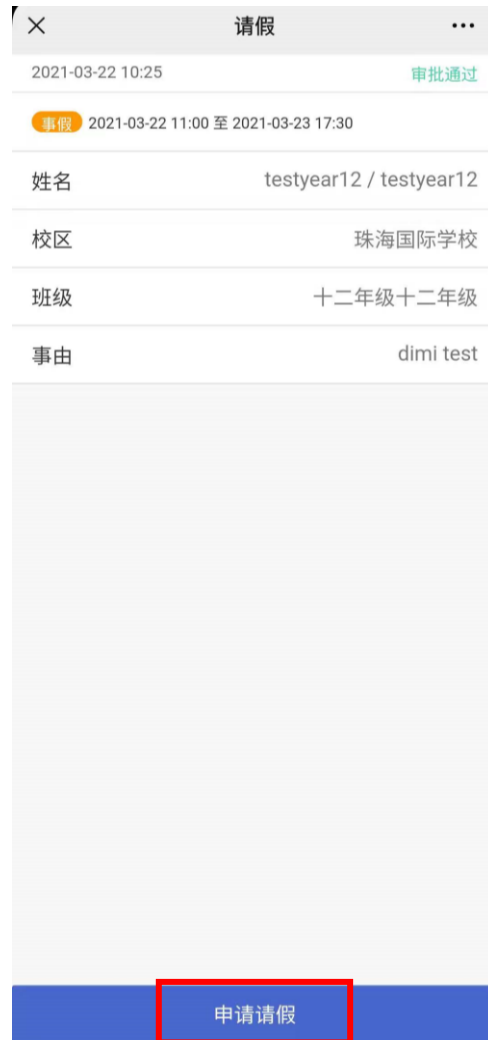 请假
2021-03-22 10:25 审批通过
事假 2021-03-22 11:00 至 2021-03-23 17:30
姓名 testyear12 / testyear12
校区 珠海国际学校
班级 十二年级十二年级
事由 dimi test
申请请假